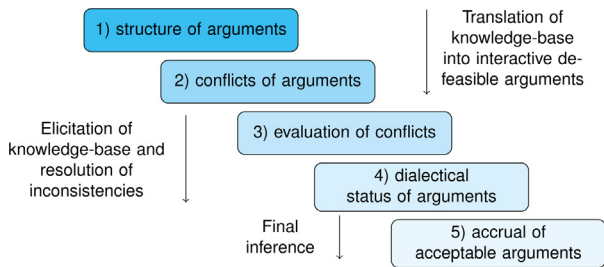 1) structure of arguments
Translation of
knowledge-base
into interactive de-
feasible arguments
2) conflicts of arguments
Elicitation of
knowledge-base and
resolution of
inconsistencies
3) evaluation of conflicts
4) dialectical
status of arguments
Final
inference
5) accrual of
acceptable arguments